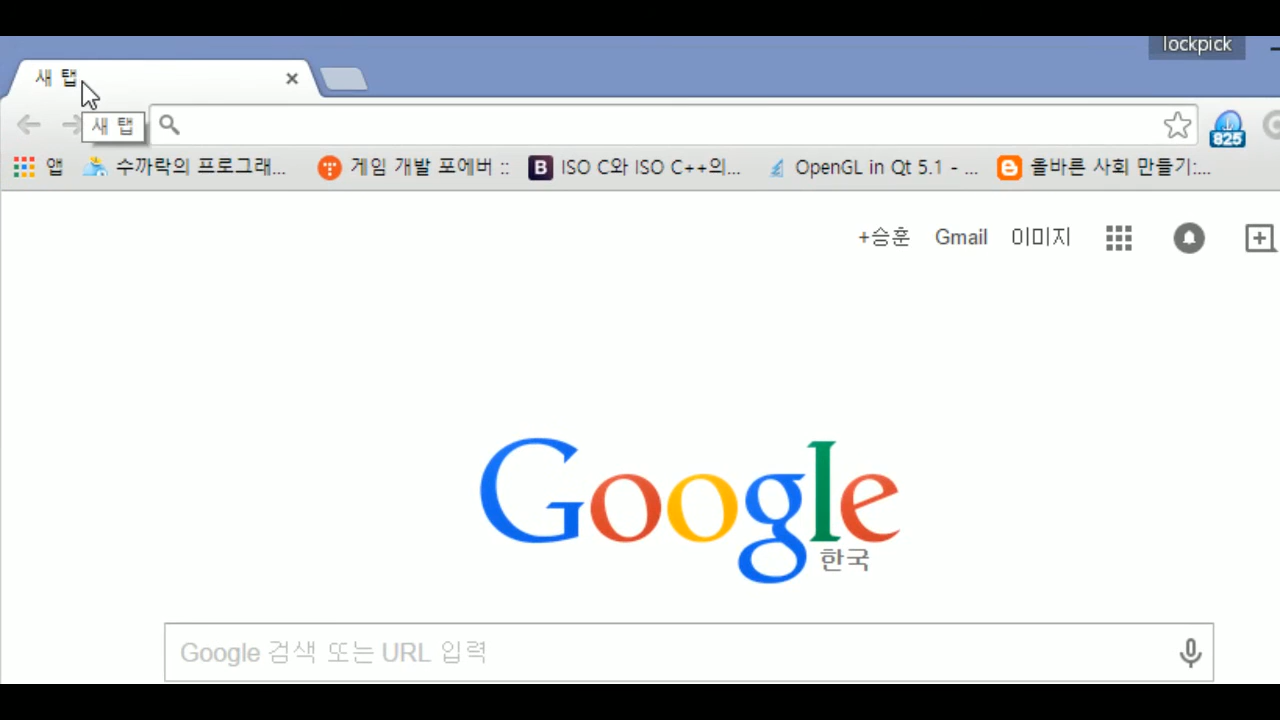 lockpick
새 탭
새 탭
825
앱 수까락의 프로그래... 게임 개발 포에버 :: B ISO C와 ISO C++의... OpenGL in Qt 5.1 - ... 올바른 사회 만들기:...
+승훈 Gmail 이미지
Google
한국
Google 검색 또는 URL 입력